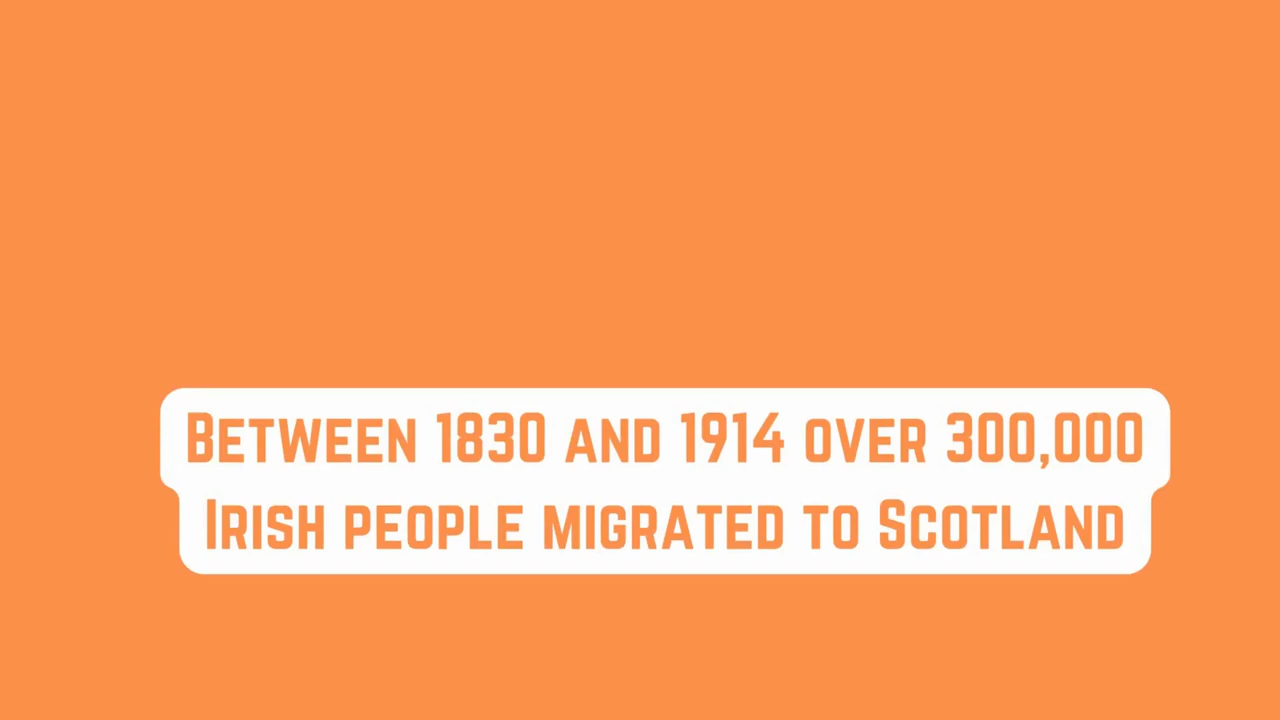 Between 1830 and 1914 over 300,000
Irish people migrated to Scotland